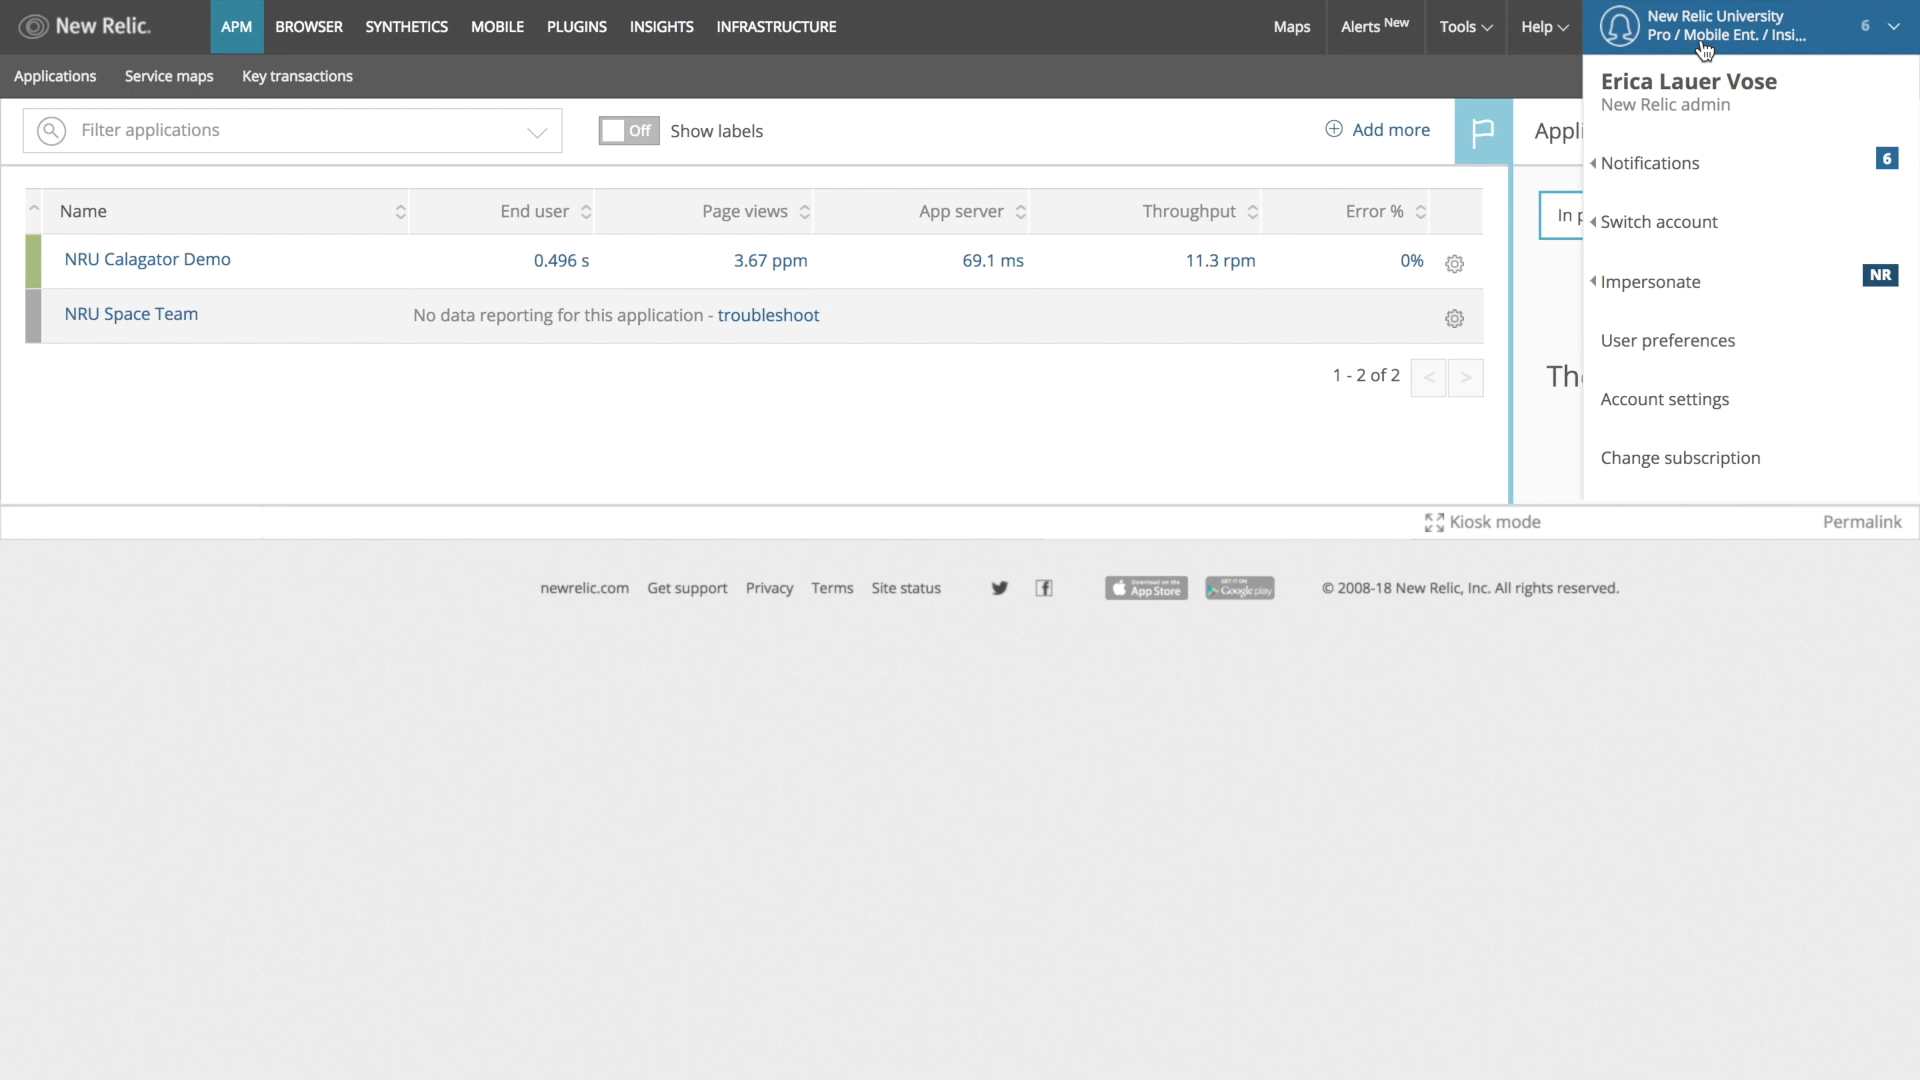 New Relic.
APM BROWSER SYNTHETICS MOBILE PLUGINS INSIGHTS INFRASTRUCTURE Maps Alerts New Tools Help
New Relic University
Pro / Mobile Ent. / Insi...
6
Applications Service maps Key transactions
Erica Lauer Vose
New Relic admin
Filter applications
Off Show labels
Add more
Appli
Notifications 6
Name End user Page views App server Throughput Error %
In p
Switch account
NRU Calagator Demo 0.496 s 3.67 ppm 69.1 ms 11.3 rpm 0%
Impersonate NR
NRU Space Team No data reporting for this application - troubleshoot
User preferences
1 - 2 of 2 < >
Th
Account settings
Change subscription
Kiosk mode Permalink
newrelic.com Get support Privacy Terms Site status
Download on the
App Store
GET IT ON
Google play
© 2008-18 New Relic, Inc. All rights reserved.